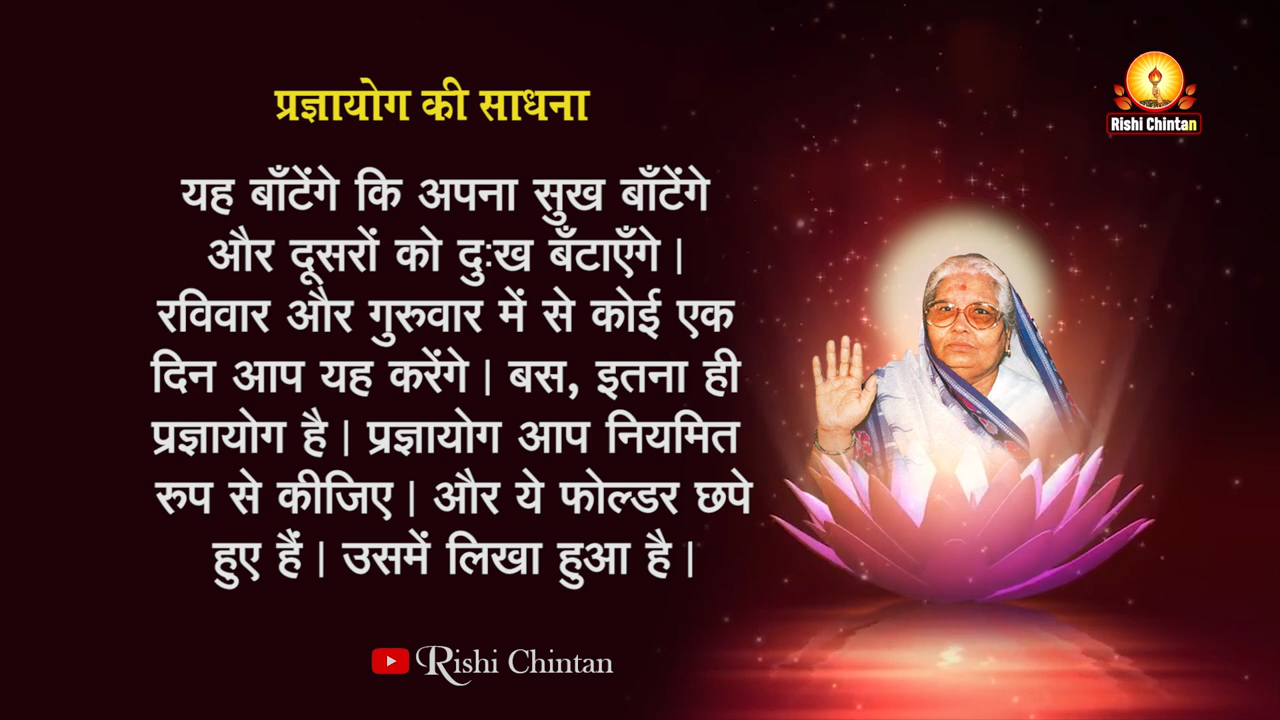 प्रज्ञायोग की साधना
यह बाँटेंगे कि अपना सुख बाँटेंगे
और दूसरों को दुःख बँटाएँगे |
रविवार और गुरुवार में से कोई एक
दिन आप यह करेंगे | बस, इतना ही
प्रज्ञायोग है | प्रज्ञायोग आप नियमित
रुप से कीजिए | और ये फोल्डर छपे
हुए हैं | उसमें लिखा हुआ है |
Rishi Chintan
Rishi Chintan